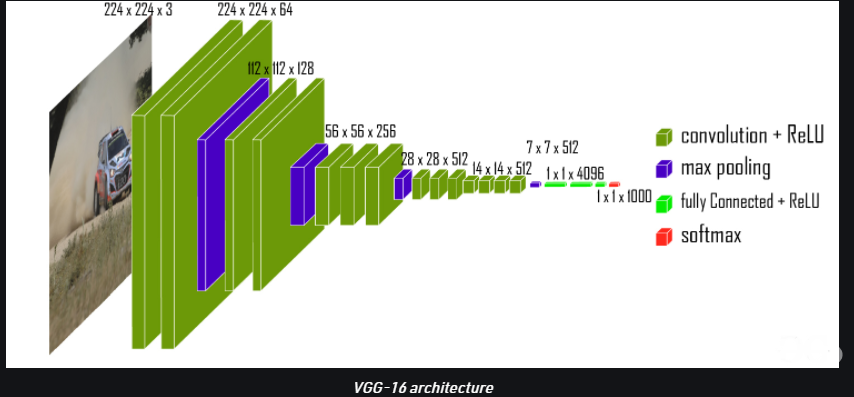 224 x 224 x 3
224 x 224 x 64
112 x 112 x 128
56 x 56 x 256
28 x 28 x 512
14 x 14 x 512
7 x 7 x 512
1 x 1 x 4096
1 x 1 x 1000
convolution + ReLU
max pooling
fully Connected + ReLU
softmax
VGG-16 architecture